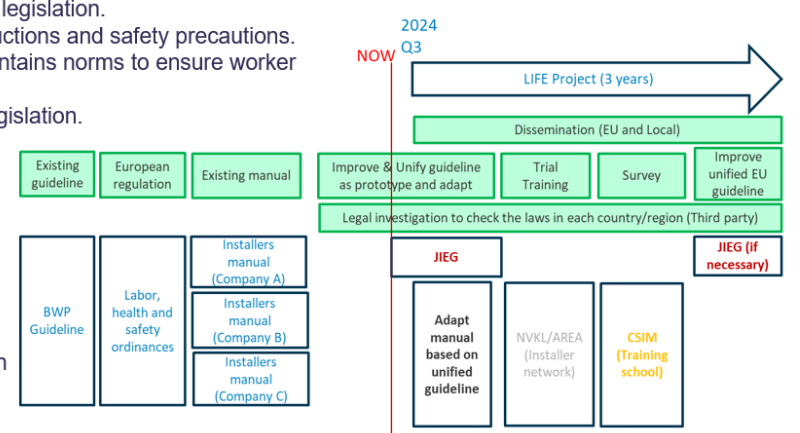 legislation.
uctions and safety precautions.
ntains norms to ensure worker
gislation.
n
2024
Q3
NOW
LIFE Project (3 years)
Dissemination (EU and Local)
Existing
guideline
European
regulation
Existing manual
Improve & Unify guideline
as prototype and adapt
Trial
Training
Survey
Improve
unified EU
guideline
Legal investigation to check the laws in each country/region (Third party)
BWP
Guideline
Labor,
health and
safety
ordinances
Installers
manual
(Company A)
Installers
manual
(Company B)
Installers
manual
(Company C)
JIEG
JIEG (if
necessary)
Adapt
manual
based on
unified
guideline
NVKL/AREA
(Installer
network)
CSIM
(Training
school)